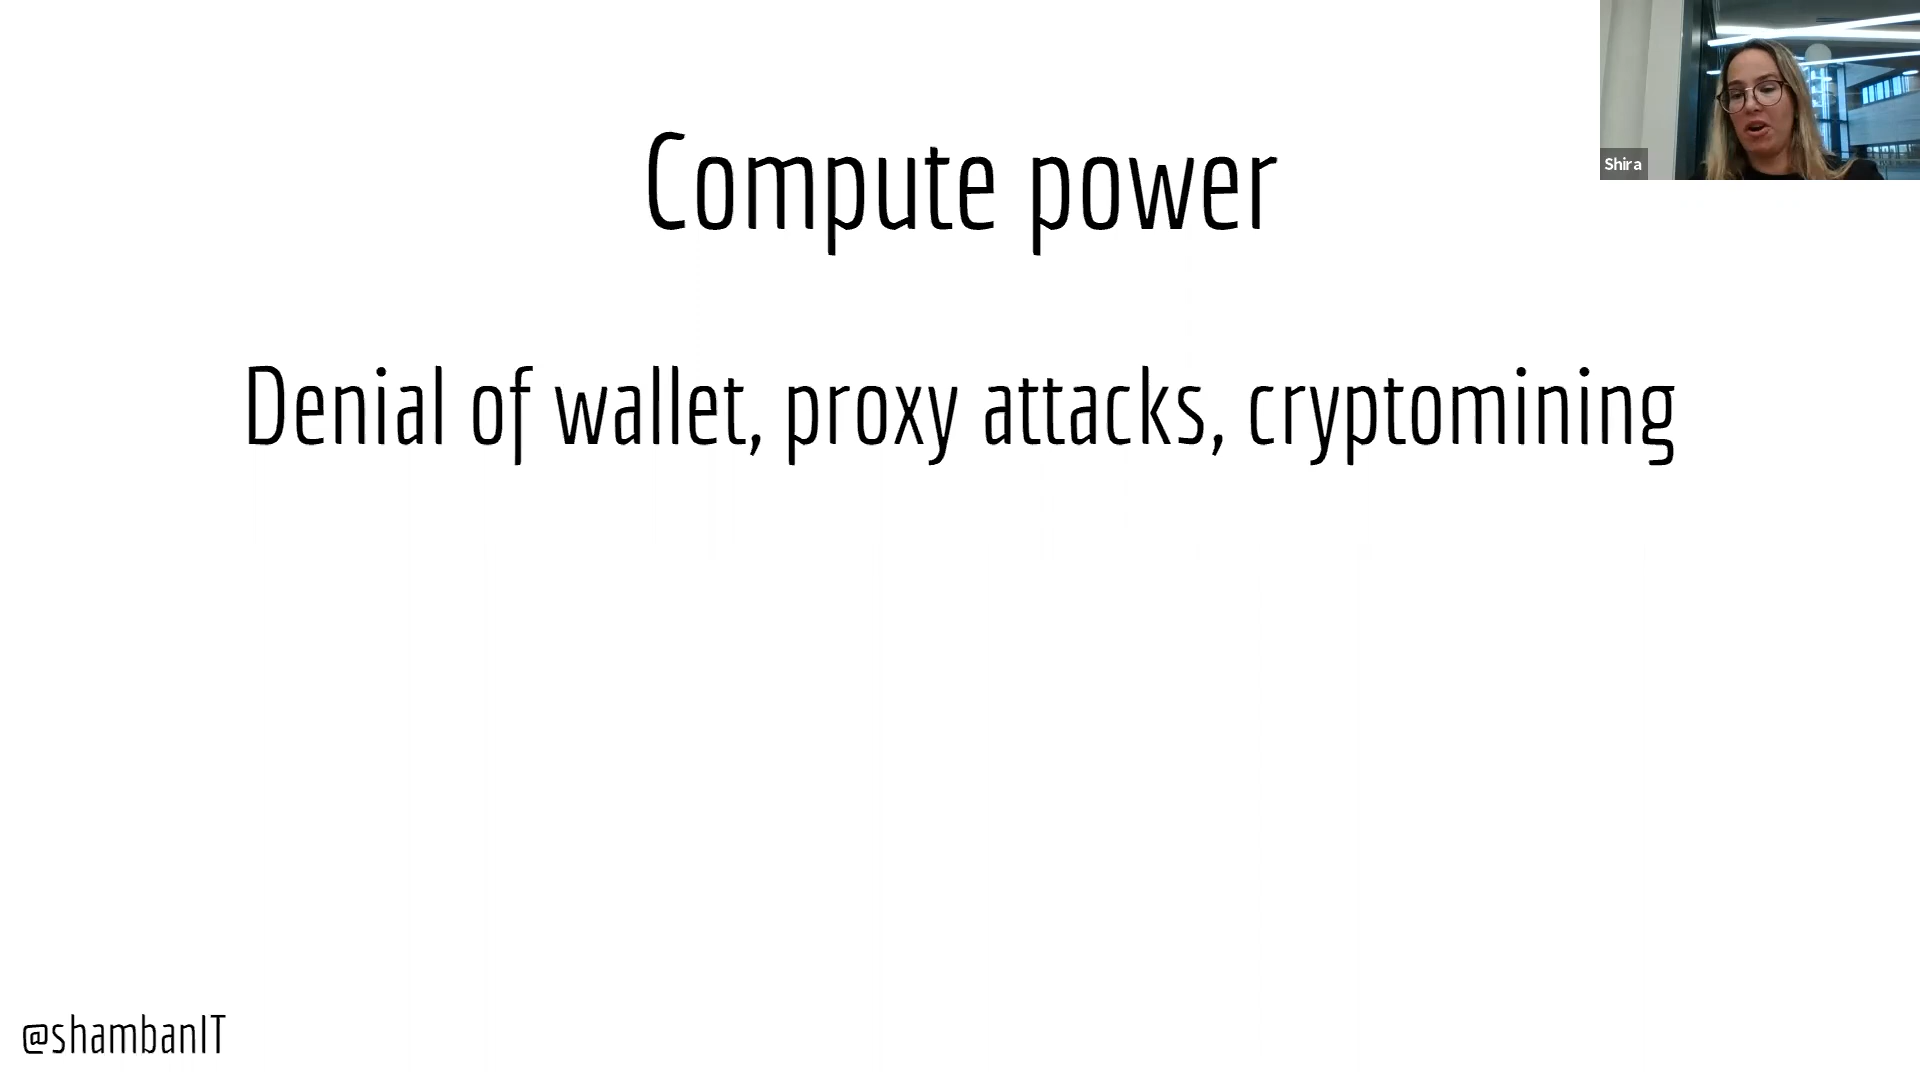 Compute power
Shira
Denial of wallet, proxy attacks, cryptomining
@shambanIT